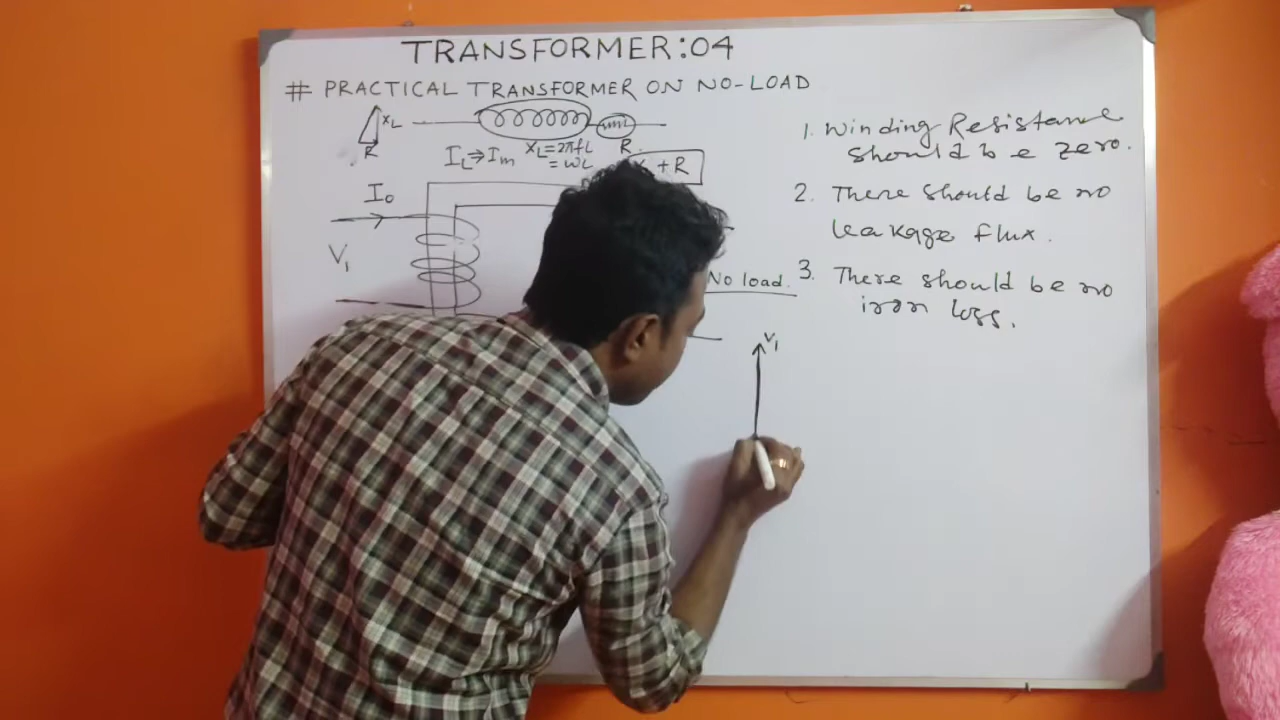 TRANSFORMER:04
# PRACTICAL TRANSFORMER ON NO-LOAD
XL
R
R
IL⇒Im
XL=2πfL
=ωL
+R
I0
V1
No load.
V1
1. Winding Resistance
should be zero.
2. There should be no
leakage flux.
3. There should be no
iron loss.